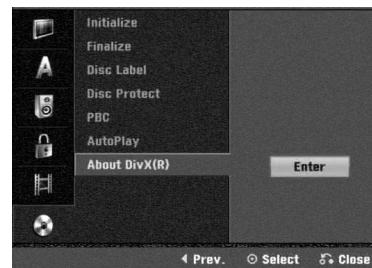 Initialize
Finalize
Disc Label
Disc Protect
PBC
AutoPlay
About DivX(R)
Enter
Prev. Select Close